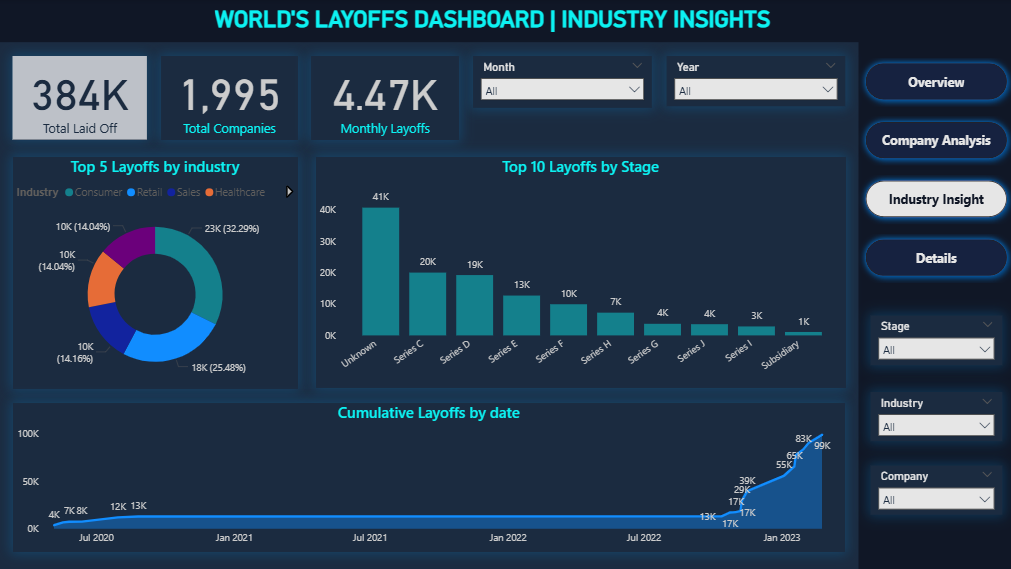 WORLD'S LAYOFFS DASHBOARD | INDUSTRY INSIGHTS
384K
Total Laid Off
1,995
Total Companies
4.47K
Monthly Layoffs
Month
All
Year
All
Overview
Company Analysis
Industry Insight
Details
Stage
All
Industry
All
Company
All
Top 5 Layoffs by industry
Industry Consumer Retail Sales Healthcare
23K (32.29%)
18K (25.48%)
10K
(14.16%)
10K
(14.04%)
10K (14.04%)
Top 10 Layoffs by Stage
40K
30K
20K
10K
0K
41K
20K
19K
13K
10K
7K
4K
4K
3K
1K
Unknown
Series C
Series D
Series E
Series F
Series H
Series G
Series J
Series I
Subsidiary
Cumulative Layoffs by date
100K
50K
0K
4K
7K
8K
12K
13K
13K
17K
17K
17K
29K
39K
55K
65K
83K
99K
Jul 2020
Jan 2021
Jul 2021
Jan 2022
Jul 2022
Jan 2023